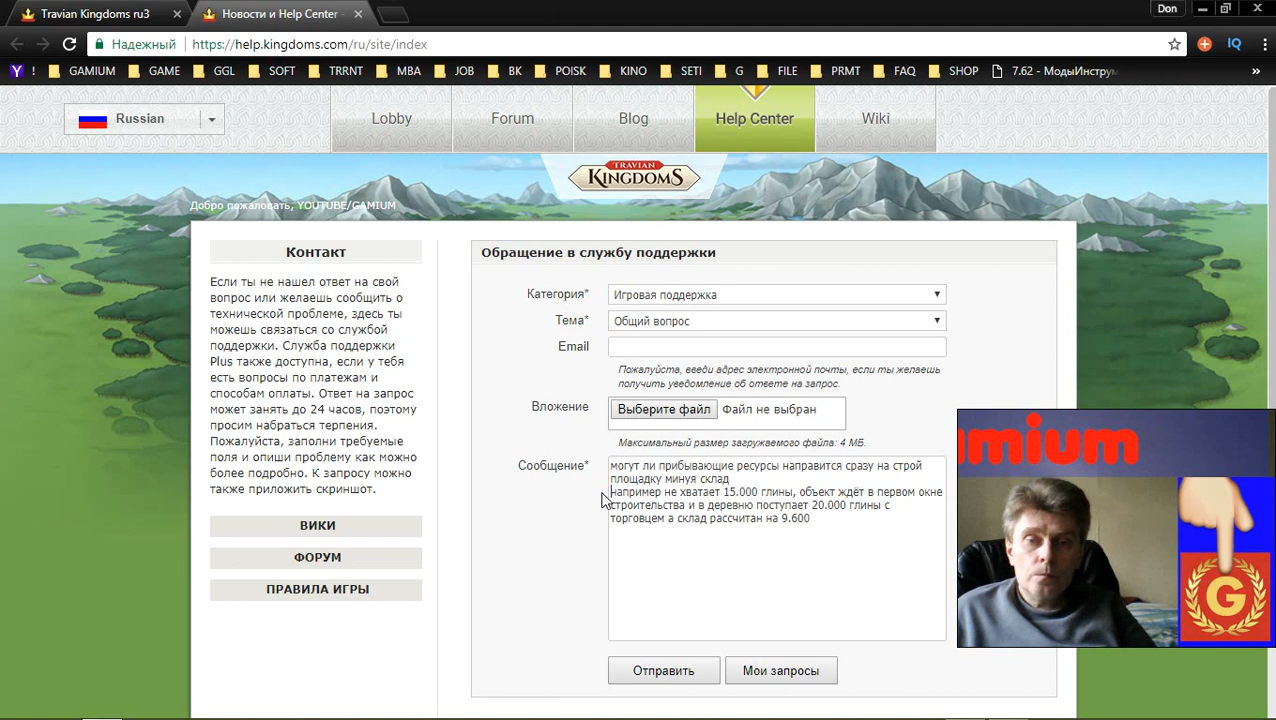 Travian Kingdoms ru3
Новости и Help Center -
Don
Надежный
https://help.kingdoms.com/ru/site/index
IQ
!
GAMIUM
GAME
GGL
SOFT
TRRNT
MBA
JOB
BK
POISK
KINO
SETI
G
FILE
PRMT
FAQ
SHOP
7.62 - МодыИнструм
»
Russian
Lobby
Forum
Blog
Help Center
Wiki
TRAVIAN
KINGDOMS
Добро пожаловать, YOUTUBE/GAMIUM
Контакт
Если ты не нашел ответ на свой
вопрос или желаешь сообщить о
технической проблеме, здесь ты
можешь связаться со службой
поддержки. Служба поддержки
Plus также доступна, если у тебя
есть вопросы по платежам и
способам оплаты. Ответ на запрос
может занять до 24 часов, поэтому
просим набраться терпения.
Пожалуйста, заполни требуемые
поля и опиши проблему как можно
более подробно. К запросу можно
также приложить скриншот.
ВИКИ
ФОРУМ
ПРАВИЛА ИГРЫ
Обращение в службу поддержки
Категория*
Игровая поддержка
Тема*
Общий вопрос
Email
Пожалуйста, введи адрес электронной почты, если ты желаешь
получить уведомление об ответе на запрос.
Вложение
Выберите файл
Файл не выбран
Максимальный размер загружаемого файла: 4 МБ.
Сообщение*
могут ли прибывающие ресурсы направится сразу на строй
площадку минуя склад
например не хватает 15.000 глины, объект ждёт в первом окне
строительства и в деревню поступает 20.000 глины с
торговцем а склад рассчитан на 9.600
Отправить
Мои запросы
amium
G